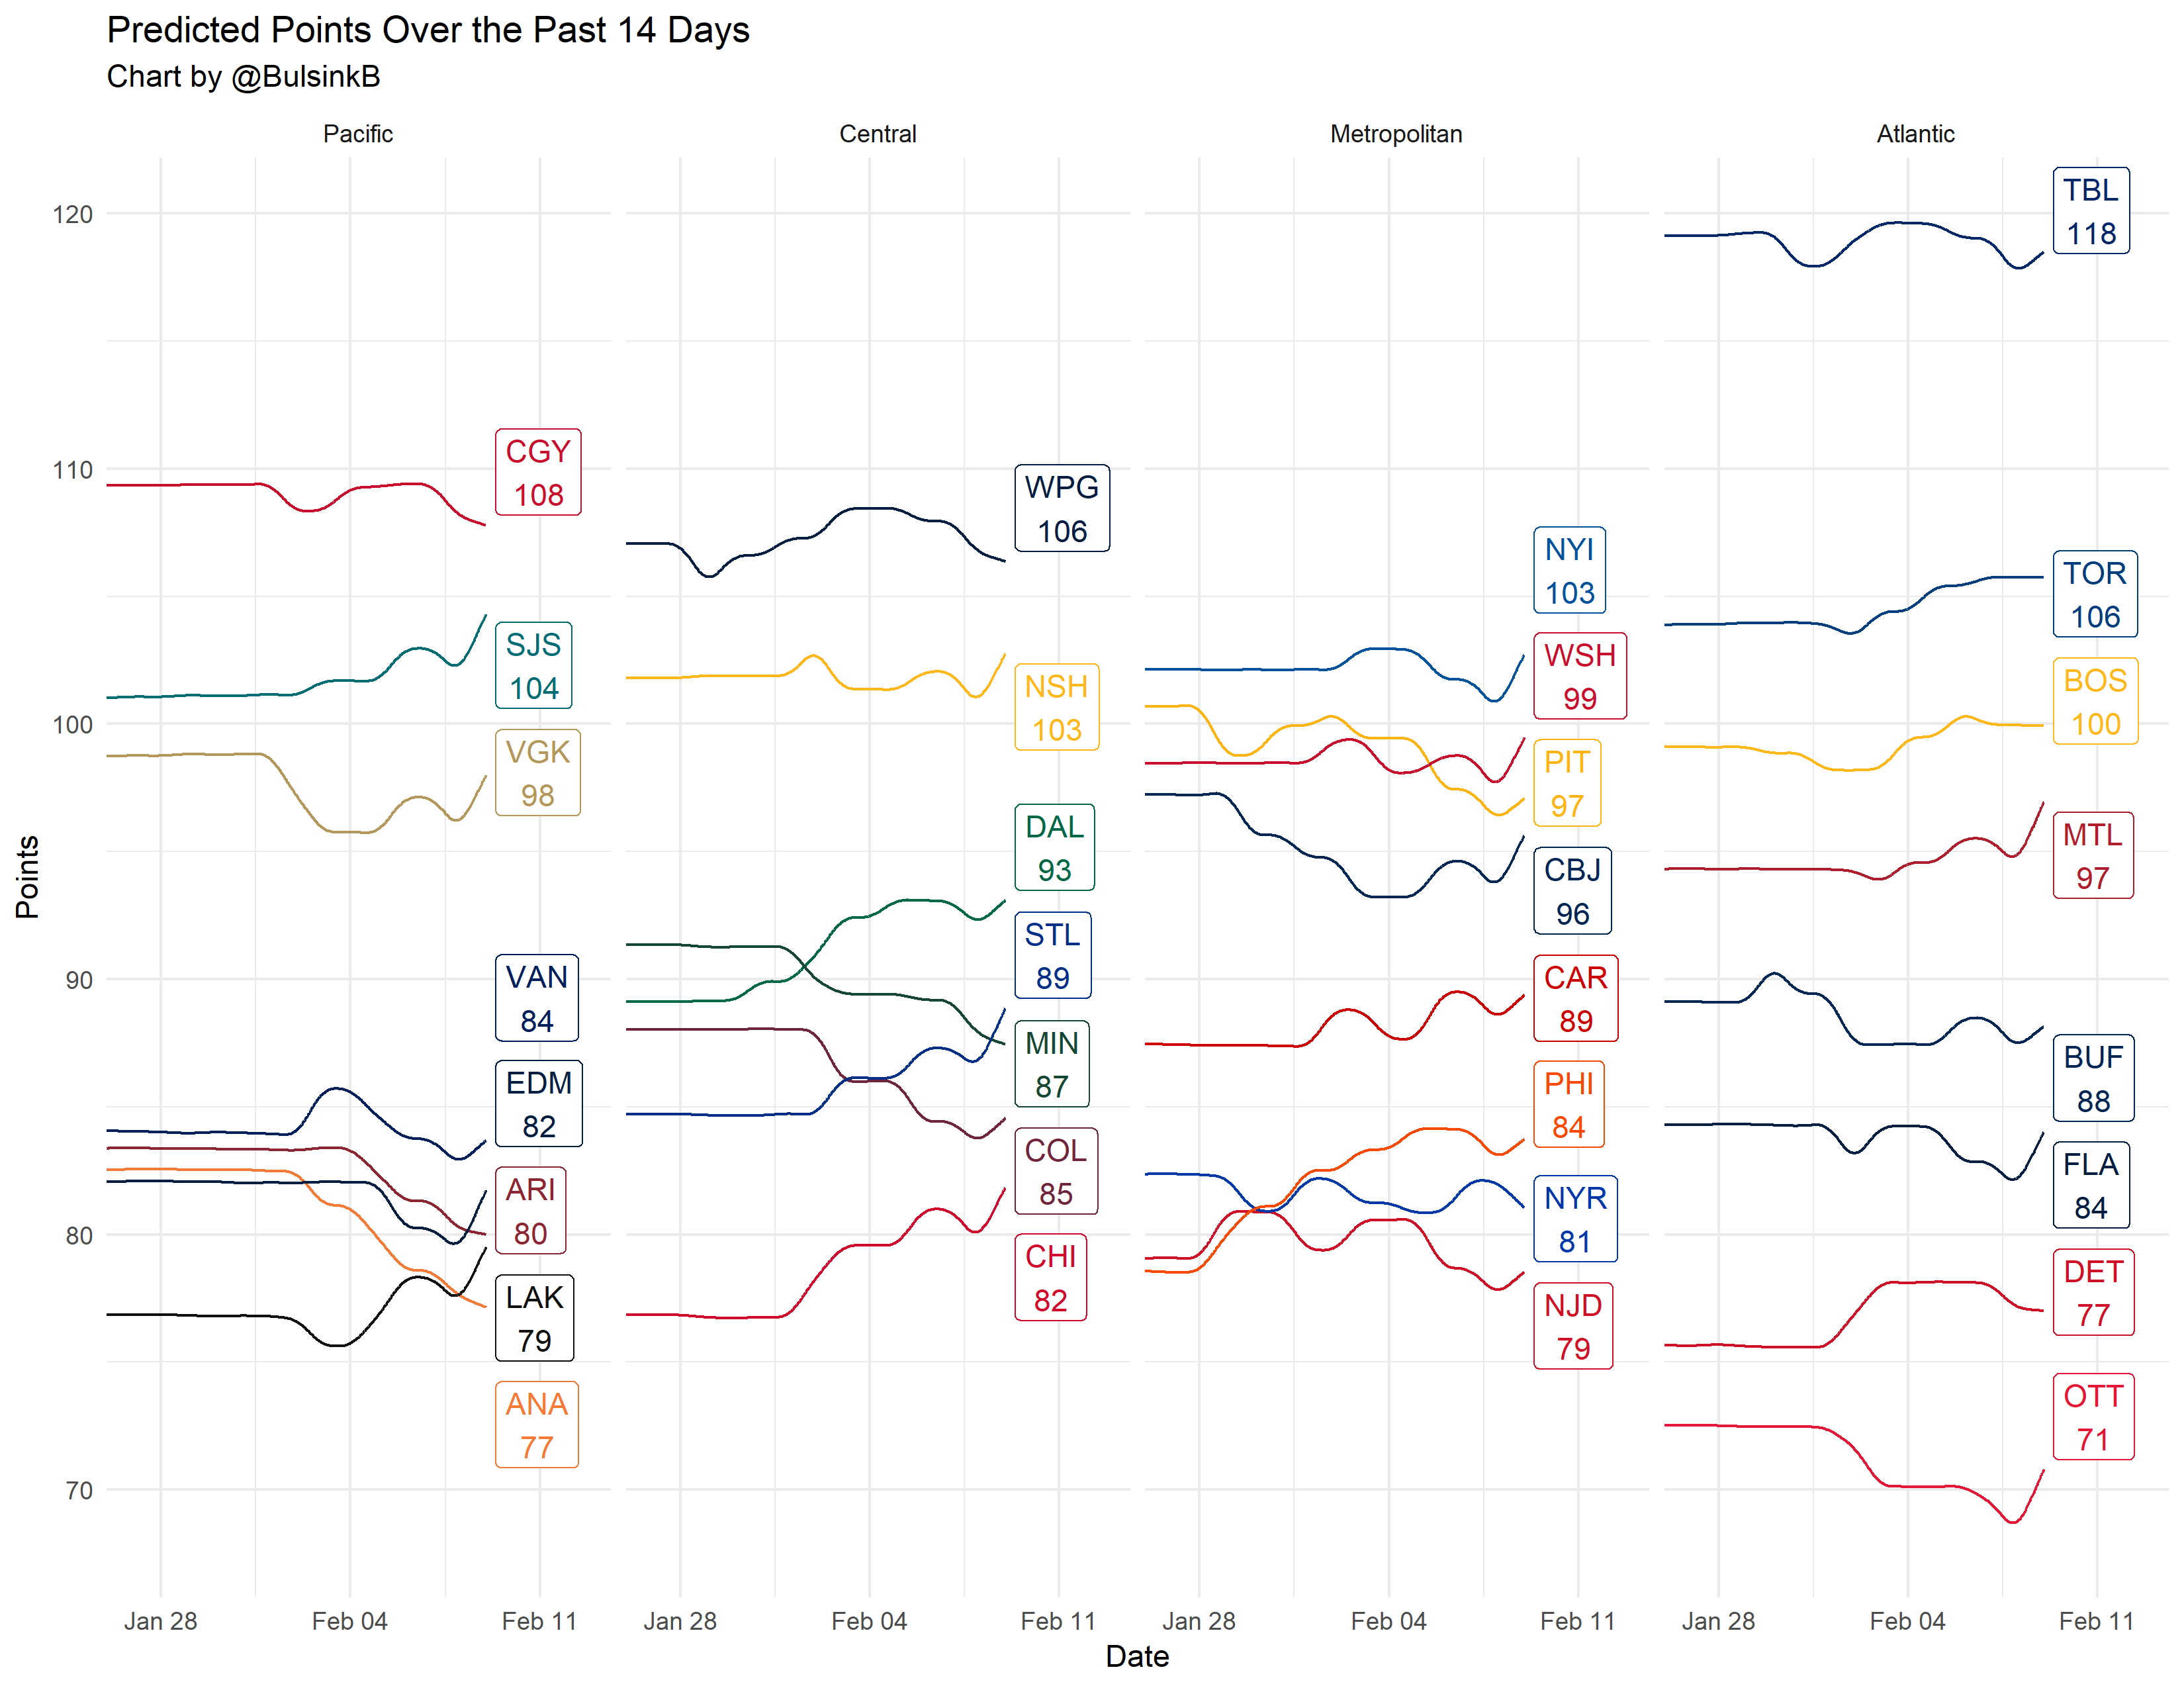 Predicted Points Over the Past 14 Days
Chart by @BulsinkB
Pacific
Central
Metropolitan
Atlantic
Points
120
110
100
90
80
70
CGY
108
SJS
104
VGK
98
VAN
84
EDM
82
ARI
80
LAK
79
ANA
77
WPG
106
NSH
103
DAL
93
STL
89
MIN
87
COL
85
CHI
82
NYI
103
WSH
99
PIT
97
CBJ
96
CAR
89
PHI
84
NYR
81
NJD
79
TBL
118
TOR
106
BOS
100
MTL
97
BUF
88
FLA
84
DET
77
OTT
71
Jan 28 Feb 04 Feb 11
Jan 28 Feb 04 Feb 11
Jan 28 Feb 04 Feb 11
Jan 28 Feb 04 Feb 11
Date